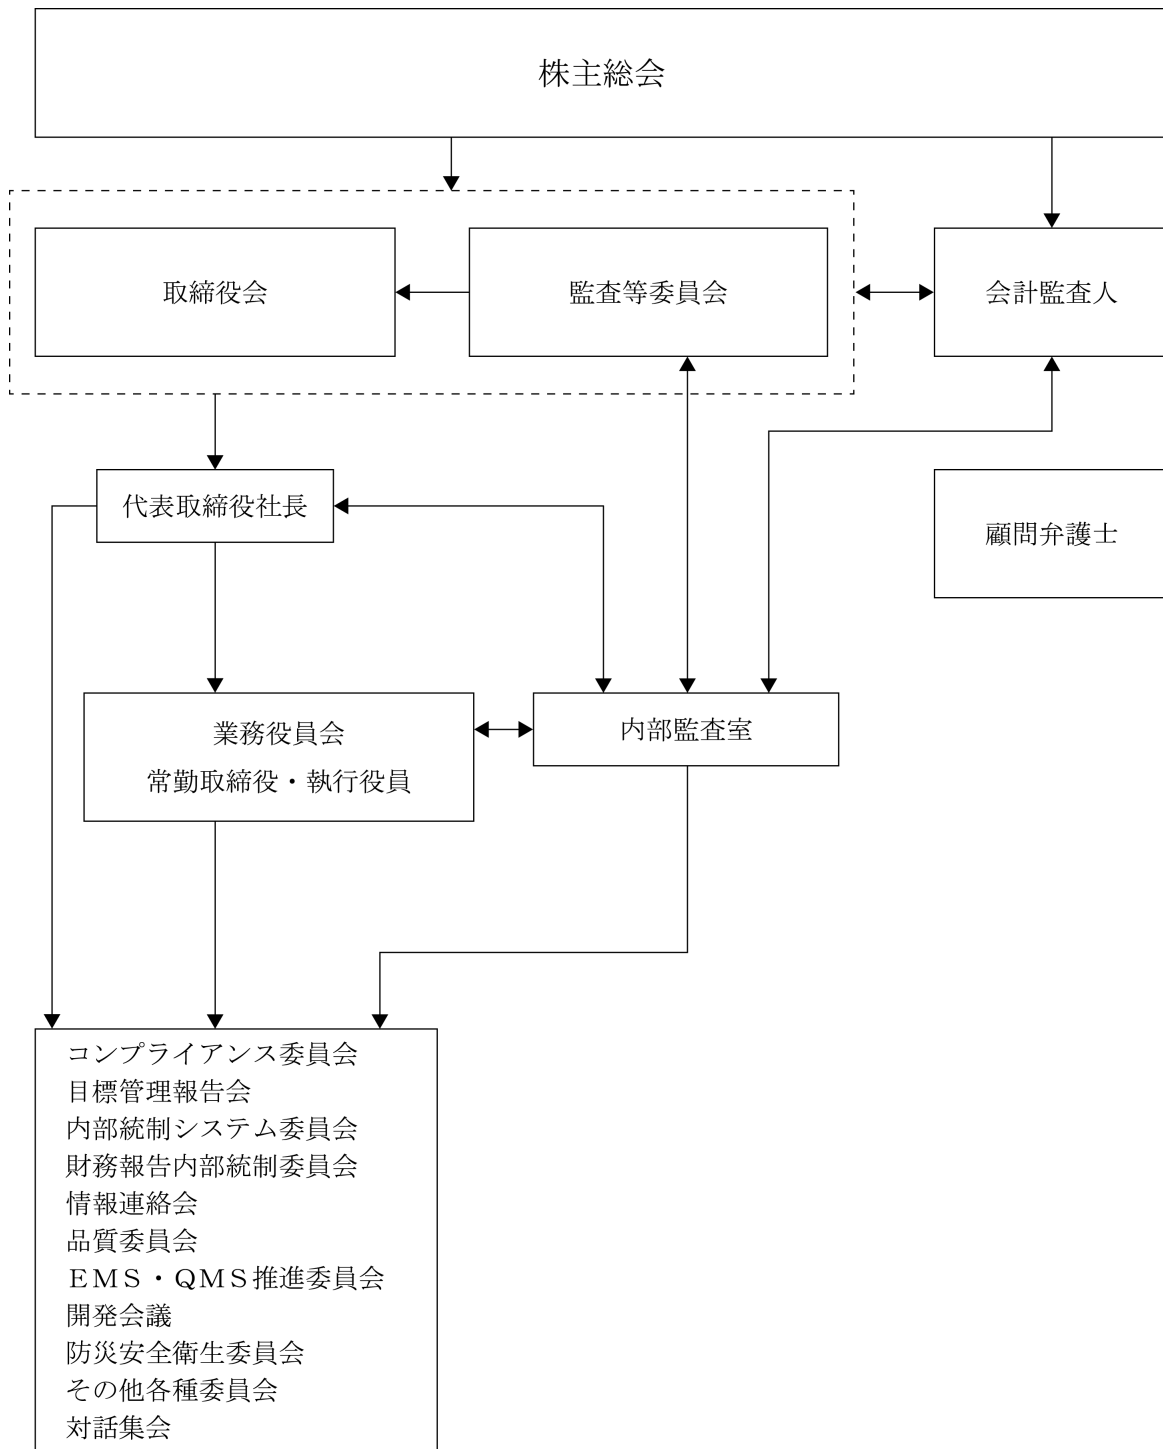 株主総会
取締役会
監査等委員会
会計監査人
代表取締役社長
顧問弁護士
業務役員会
常勤取締役・執行役員
内部監査室
コンプライアンス委員会
目標管理報告会
内部統制システム委員会
財務報告内部統制委員会
情報連絡会
品質委員会
ＥＭＳ・ＱＭＳ推進委員会
開発会議
防災安全衛生委員会
その他各種委員会
対話集会